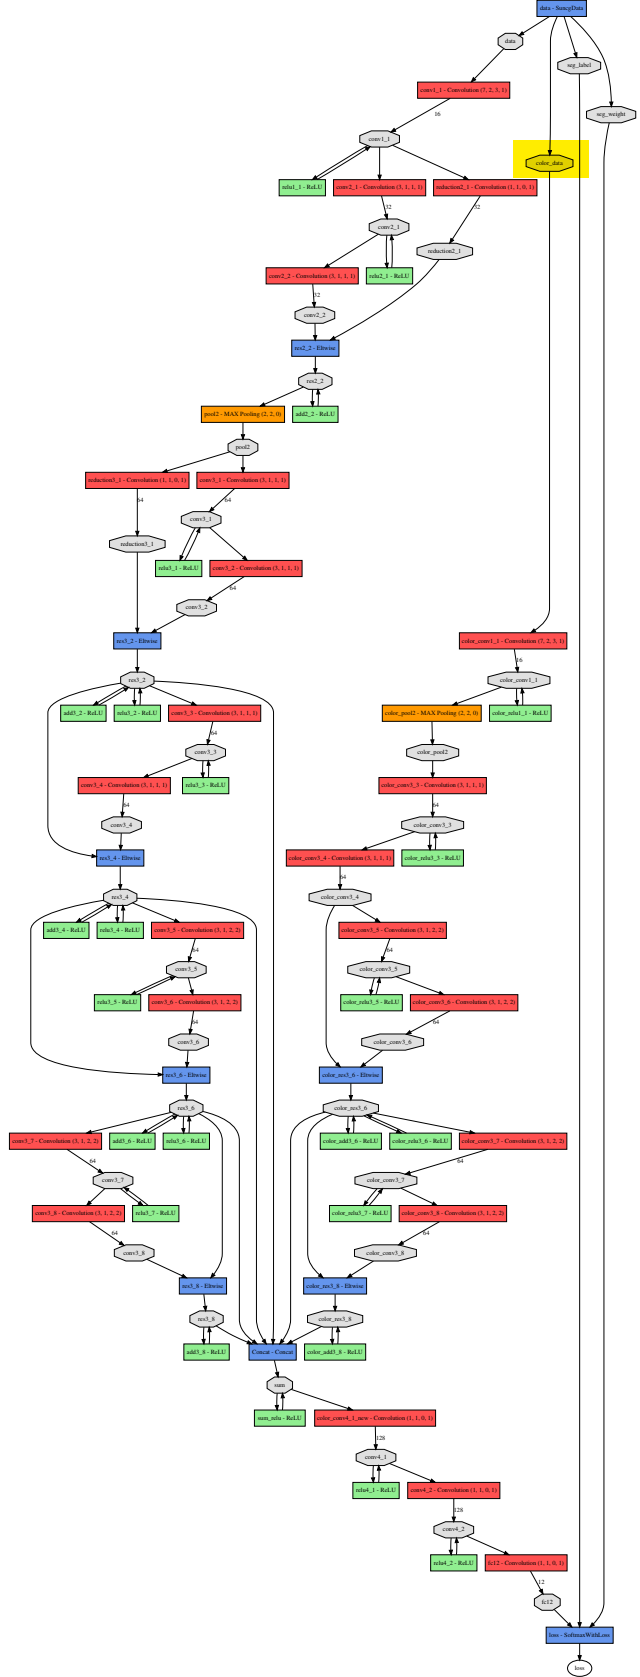 data - SuncgData
data
seg_label
conv1_1 - Convolution (7, 2, 3, 1)
seg_weight
16
conv1_1
color_data
relu1_1 - ReLU
conv2_1 - Convolution (3, 1, 1, 1)
reduction2_1 - Convolution (1, 1, 0, 1)
32
32
conv2_1
reduction2_1
conv2_2 - Convolution (3, 1, 1, 1)
relu2_1 - ReLU
32
conv2_2
res2_2 - Eltwise
res2_2
pool2 - MAX Pooling (2, 2, 0)
add2_2 - ReLU
pool2
reduction3_1 - Convolution (1, 1, 0, 1)
conv3_1 - Convolution (3, 1, 1, 1)
64
64
conv3_1
reduction3_1
relu3_1 - ReLU
conv3_2 - Convolution (3, 1, 1, 1)
64
conv3_2
res3_2 - Eltwise
color_conv1_1 - Convolution (7, 2, 3, 1)
16
res3_2
color_conv1_1
add3_2 - ReLU
relu3_2 - ReLU
conv3_3 - Convolution (3, 1, 1, 1)
color_pool2 - MAX Pooling (2, 2, 0)
color_relu1_1 - ReLU
64
conv3_3
color_pool2
conv3_4 - Convolution (3, 1, 1, 1)
relu3_3 - ReLU
color_conv3_3 - Convolution (3, 1, 1, 1)
64
64
conv3_4
color_conv3_3
res3_4 - Eltwise
color_conv3_4 - Convolution (3, 1, 1, 1)
color_relu3_3 - ReLU
64
res3_4
color_conv3_4
add3_4 - ReLU
relu3_4 - ReLU
conv3_5 - Convolution (3, 1, 2, 2)
color_conv3_5 - Convolution (3, 1, 2, 2)
64
64
conv3_5
color_conv3_5
relu3_5 - ReLU
conv3_6 - Convolution (3, 1, 2, 2)
color_relu3_5 - ReLU
color_conv3_6 - Convolution (3, 1, 2, 2)
64
64
conv3_6
color_conv3_6
res3_6 - Eltwise
color_res3_6 - Eltwise
res3_6
color_res3_6
conv3_7 - Convolution (3, 1, 2, 2)
add3_6 - ReLU
relu3_6 - ReLU
color_add3_6 - ReLU
color_relu3_6 - ReLU
color_conv3_7 - Convolution (3, 1, 2, 2)
64
64
conv3_7
color_conv3_7
conv3_8 - Convolution (3, 1, 2, 2)
relu3_7 - ReLU
color_relu3_7 - ReLU
color_conv3_8 - Convolution (3, 1, 2, 2)
64
64
conv3_8
color_conv3_8
res3_8 - Eltwise
color_res3_8 - Eltwise
res3_8
color_res3_8
add3_8 - ReLU
Concat - Concat
color_add3_8 - ReLU
sum
sum_relu - ReLU
color_conv4_1_new - Convolution (1, 1, 0, 1)
128
conv4_1
relu4_1 - ReLU
conv4_2 - Convolution (1, 1, 0, 1)
128
conv4_2
relu4_2 - ReLU
fc12 - Convolution (1, 1, 0, 1)
12
fc12
loss - SoftmaxWithLoss
loss